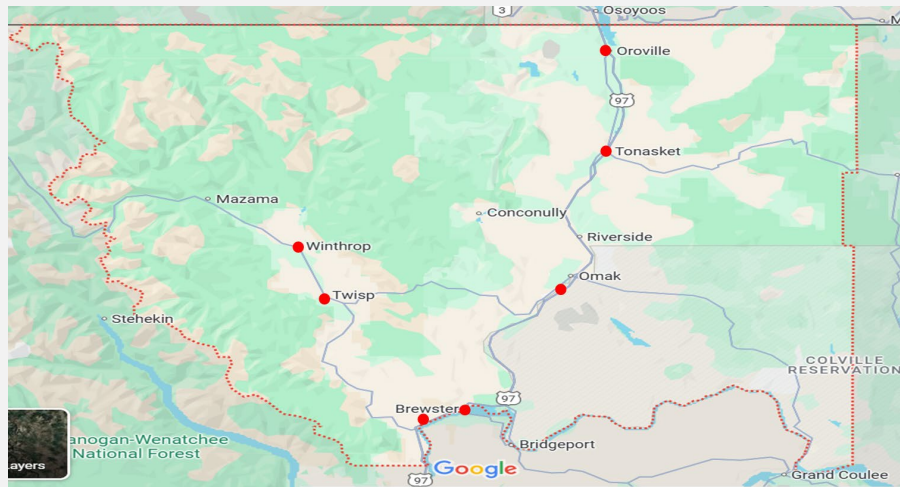 3
Osoyoos
M
Oroville
97
Tonasket
Mazama
Conconully
Riverside
Winthrop
Omak
Twisp
Stehekin
COLVILLE
RESERVATION
97
Brewster
anogan-Wenatchee
National Forest
Bridgeport
ayers
Google
97
Grand Coulee